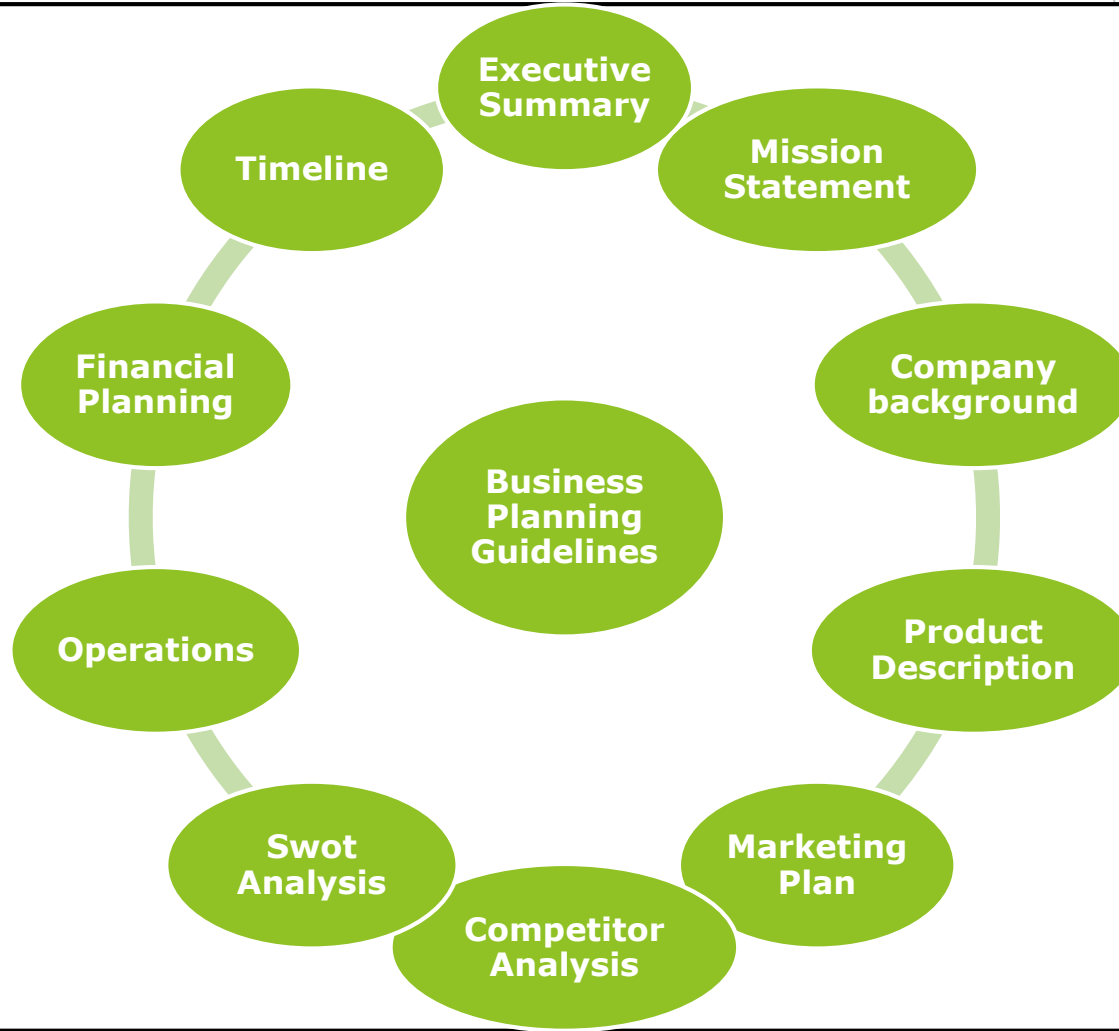 Executive
Summary
Mission
Statement
Company
background
Product
Description
Marketing
Plan
Competitor
Analysis
Swot
Analysis
Operations
Financial
Planning
Timeline
Business
Planning
Guidelines